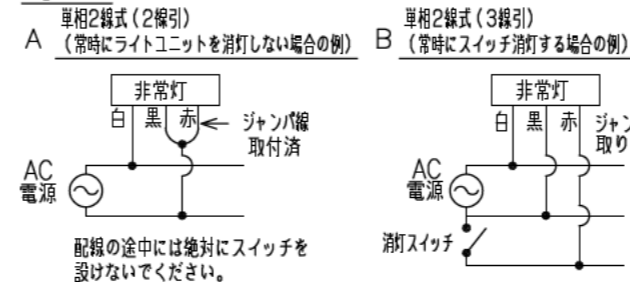 A 単相2線式(2線引)
(常時にライトユニットを消灯しない場合の例)
非常灯
白 黒 赤
ジャンパ線
取付済
AC
電源
配線の途中には絶対にスイッチを
設けないでください。
B 単相2線式(3線引)
(常時にスイッチ消灯する場合の例)
非常灯
白 黒 赤
ジャン
取り
AC
電源
消灯スイッチ